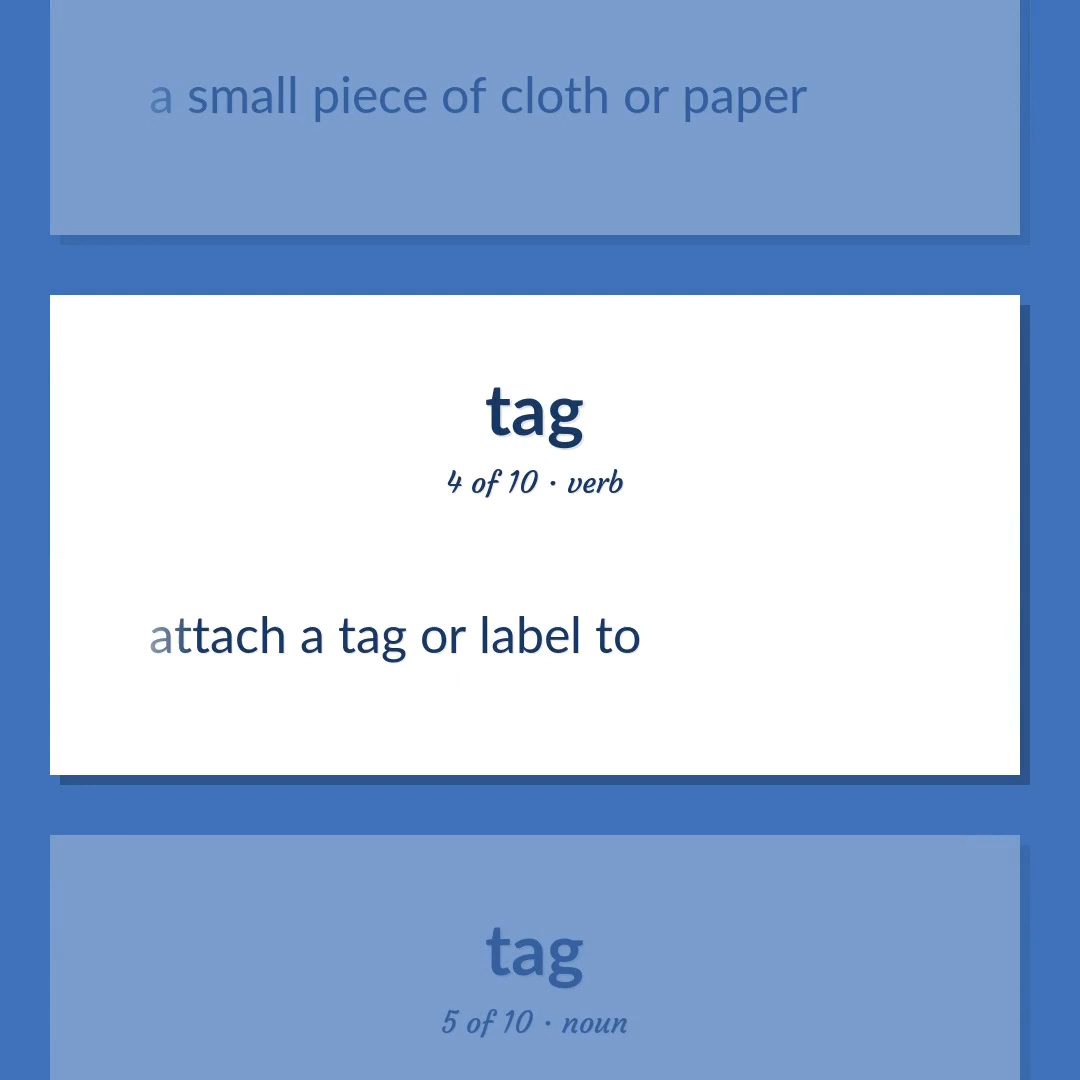 a small piece of cloth or paper
tag
4 of 10 · verb
attach a tag or label to
tag
5 of 10 · noun